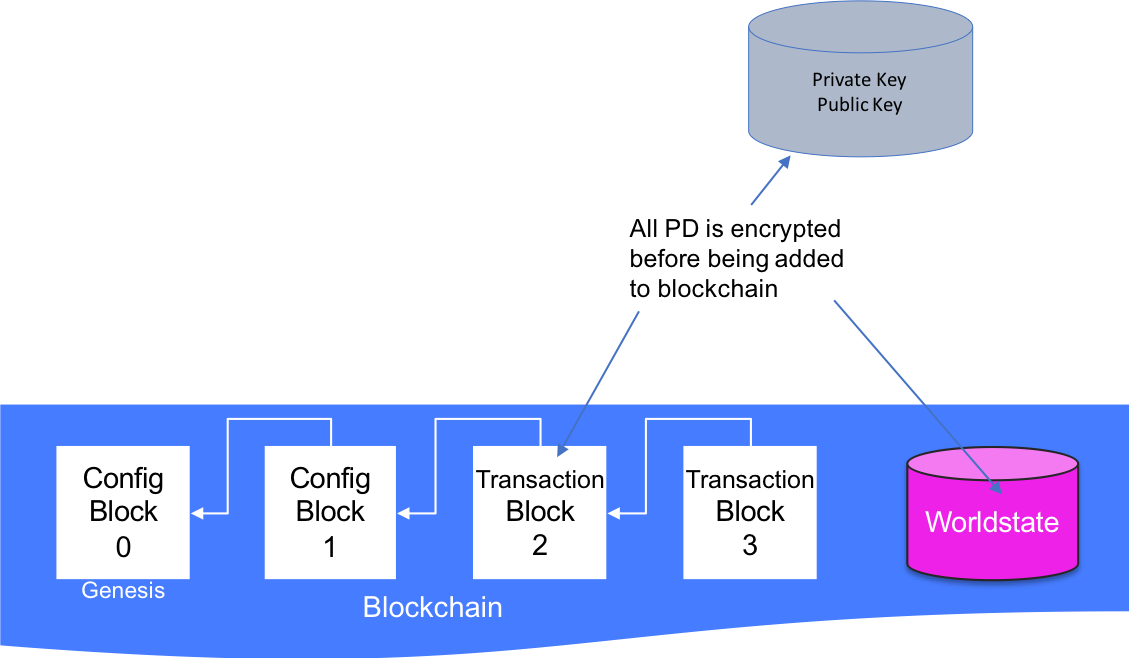 Private Key
Public Key
All PD is encrypted
before being added
to blockchain
Config
Block
0
Config
Block
1
Transaction
Block
2
Transaction
Block
3
Worldstate
Genesis
Blockchain